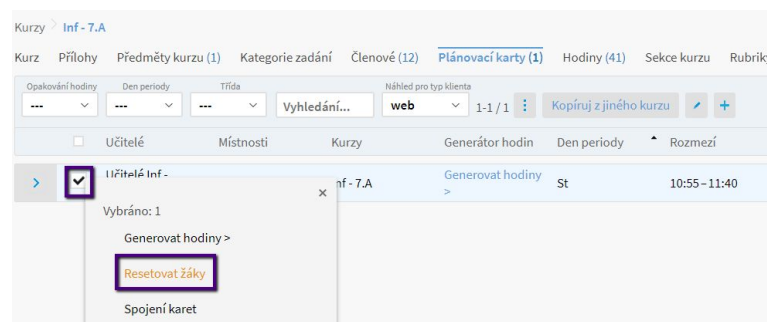 Kurzy > Inf - 7.A
Kurz Přílohy Předměty kurzu (1) Kategorie zadání Členové (12) Plánovací karty (1) Hodiny (41) Sekce kurzu Rubriky
Opakování hodiny Den periody Třída Náhled pro typ klienta
--- --- --- Vyhledání... web 1-1 / 1 Kopíruj z jiného kurzu +
Učitelé Místnosti Kurzy Generátor hodin Den periody Rozmezí
Učitelé Inf - nf - 7.A Generovat hodiny > St 10:55 – 11:40
×
Vybráno: 1
Generovat hodiny >
Resetovat žáky
Spojení karet